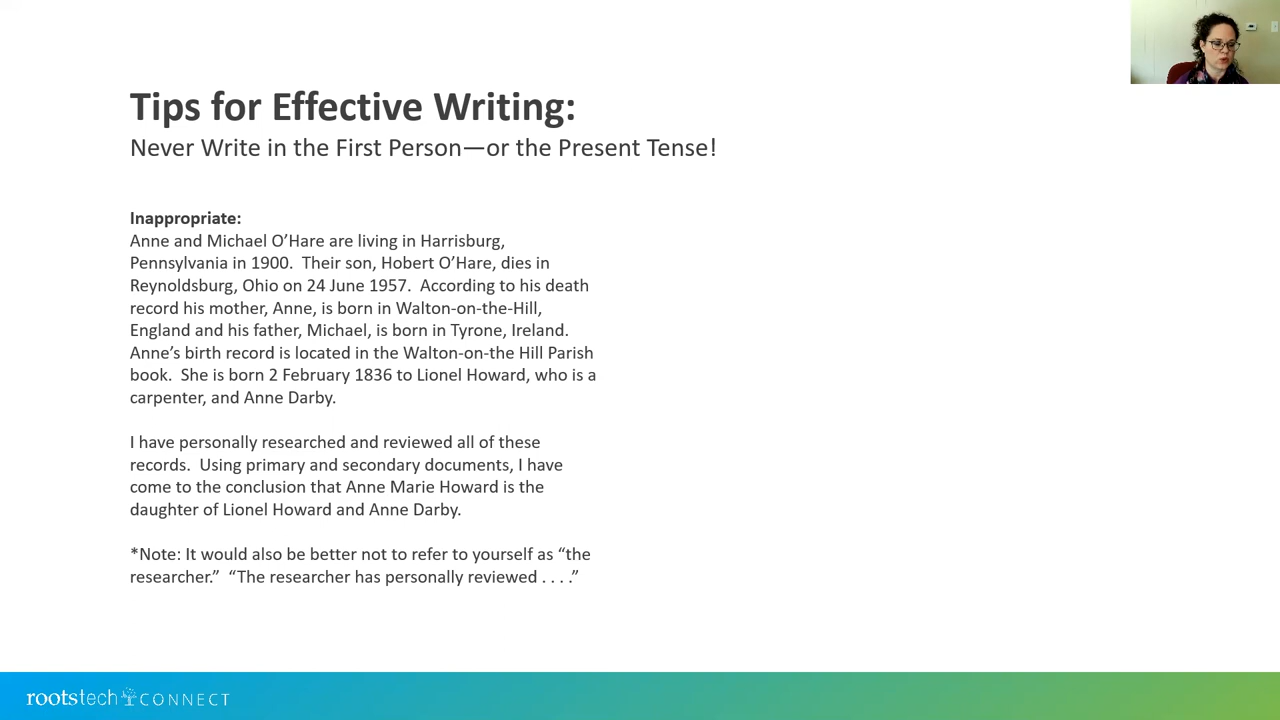 Tips for Effective Writing:
Never Write in the First Person—or the Present Tense!
Inappropriate:
Anne and Michael O’Hare are living in Harrisburg,
Pennsylvania in 1900.  Their son, Hobert O’Hare, dies in
Reynoldsburg, Ohio on 24 June 1957.  According to his death
record his mother, Anne, is born in Walton-on-the-Hill,
England and his father, Michael, is born in Tyrone, Ireland.
Anne’s birth record is located in the Walton-on-the Hill Parish
book.  She is born 2 February 1836 to Lionel Howard, who is a
carpenter, and Anne Darby.
I have personally researched and reviewed all of these
records.  Using primary and secondary documents, I have
come to the conclusion that Anne Marie Howard is the
daughter of Lionel Howard and Anne Darby.
*Note: It would also be better not to refer to yourself as “the
researcher.”  “The researcher has personally reviewed . . . .”
rootstech CONNECT